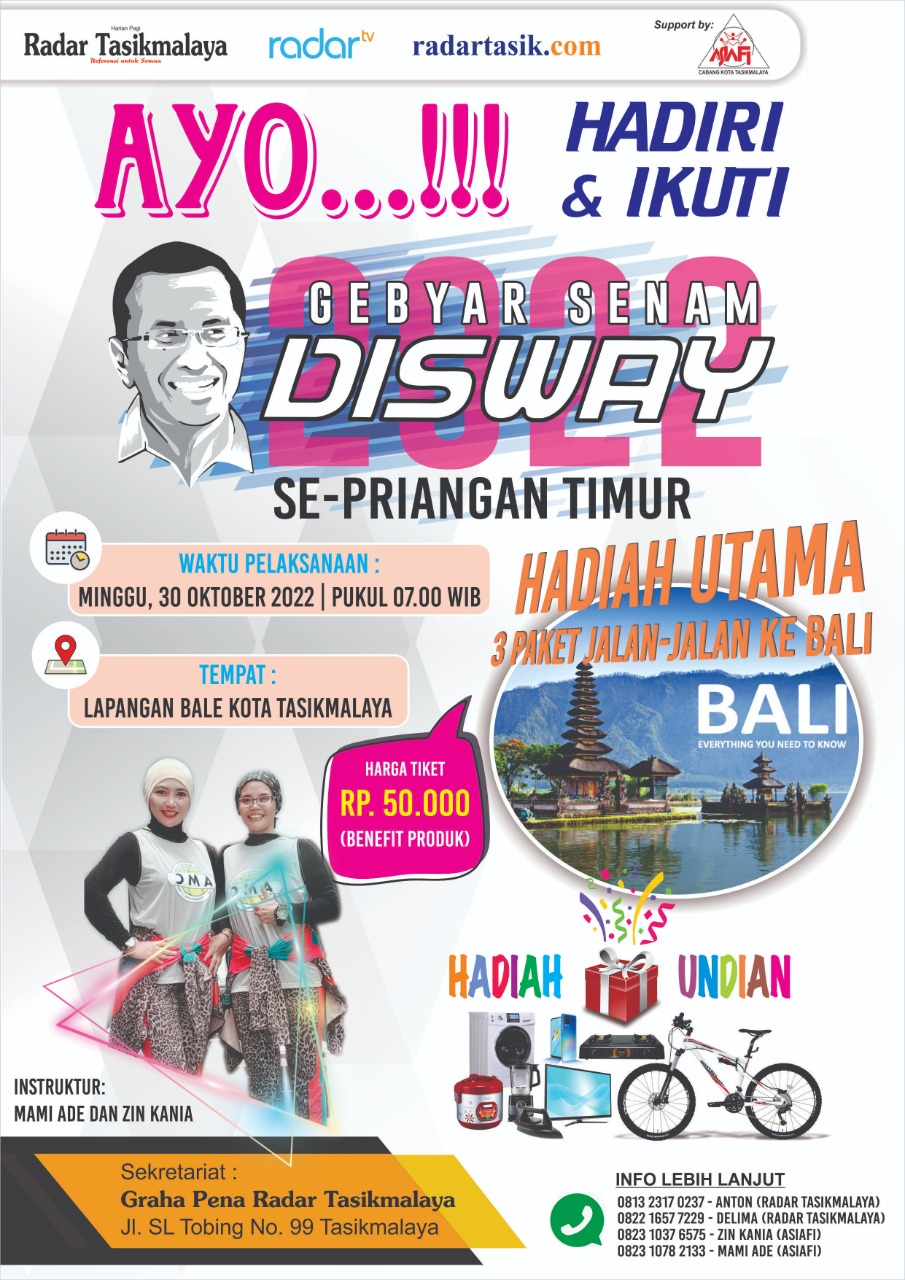 Harian Pagi
Radar Tasikmalaya
Referensi untuk Semua
radar tv
radartasik.com
Support by:
ASIAFI
CABANG KOTA TASIKMALAYA
AYO...!!!
HADIRI
& IKUTI
2022
GEBYAR SENAM
DISWAY
SE-PRIANGAN TIMUR
WAKTU PELAKSANAAN :
MINGGU, 30 OKTOBER 2022 | PUKUL 07.00 WIB
TEMPAT :
LAPANGAN BALE KOTA TASIKMALAYA
HADIAH UTAMA
3 PAKET JALAN-JALAN KE BALI
BALI
EVERYTHING YOU NEED TO KNOW
HARGA TIKET
RP. 50.000
(BENEFIT PRODUK)
OMA
OMA
HADIAH UNDIAN
INSTRUKTUR:
MAMI ADE DAN ZIN KANIA
Sekretariat :
Graha Pena Radar Tasikmalaya
Jl. SL Tobing No. 99 Tasikmalaya
INFO LEBIH LANJUT
0813 2317 0237 - ANTON (RADAR TASIKMALAYA)
0822 1657 7229 - DELIMA (RADAR TASIKMALAYA)
0823 1037 6575 - ZIN KANIA (ASIAFI)
0823 1078 2133 - MAMI ADE (ASIAFI)